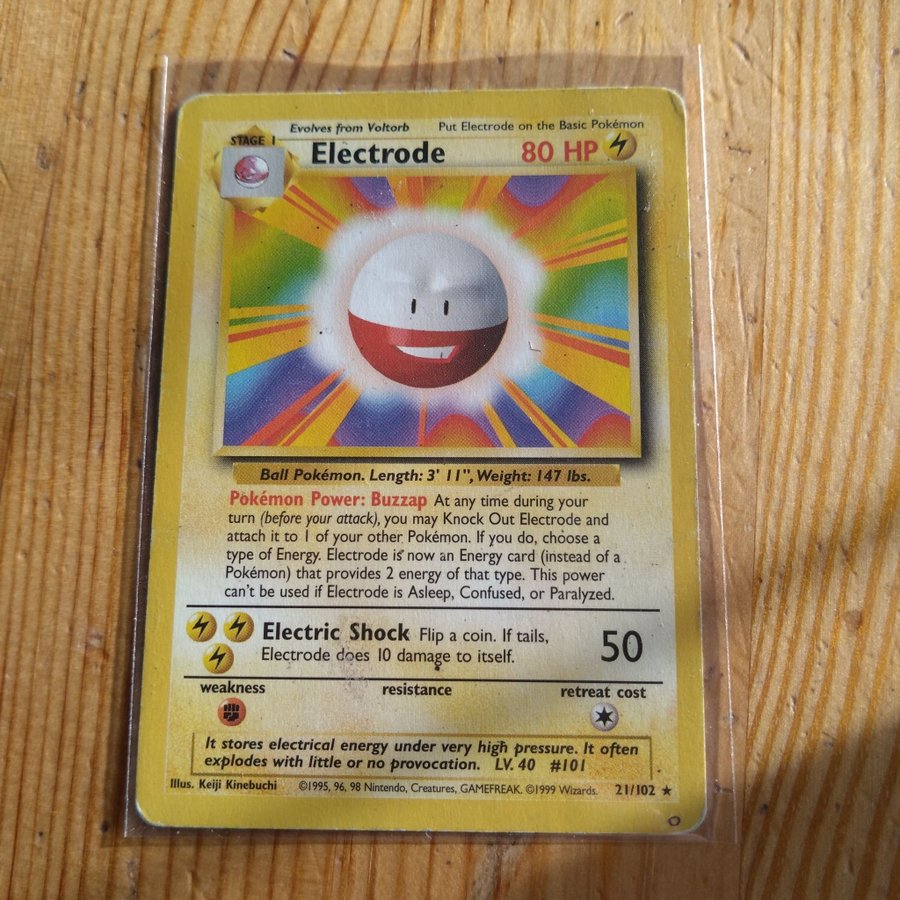 Evolves from Voltorb Put Electrode on the Basic Pokémon
STAGE 1
Electrode 80 HP
Ball Pokémon. Length: 3' 11", Weight: 147 lbs.
Pokémon Power: Buzzap At any time during your
turn (before your attack), you may Knock Out Electrode and
attach it to 1 of your other Pokémon. If you do, choose a
type of Energy. Electrode is now an Energy card (instead of a
Pokémon) that provides 2 energy of that type. This power
can't be used if Electrode is Asleep, Confused, or Paralyzed.
Electric Shock Flip a coin. If tails,
Electrode does 10 damage to itself.
50
weakness resistance retreat cost
It stores electrical energy under very high pressure. It often
explodes with little or no provocation. LV. 40 #101
Illus. Keiji Kinebuchi ©1995, 96, 98 Nintendo, Creatures, GAMEFREAK. ©1999 Wizards. 21/102 ★